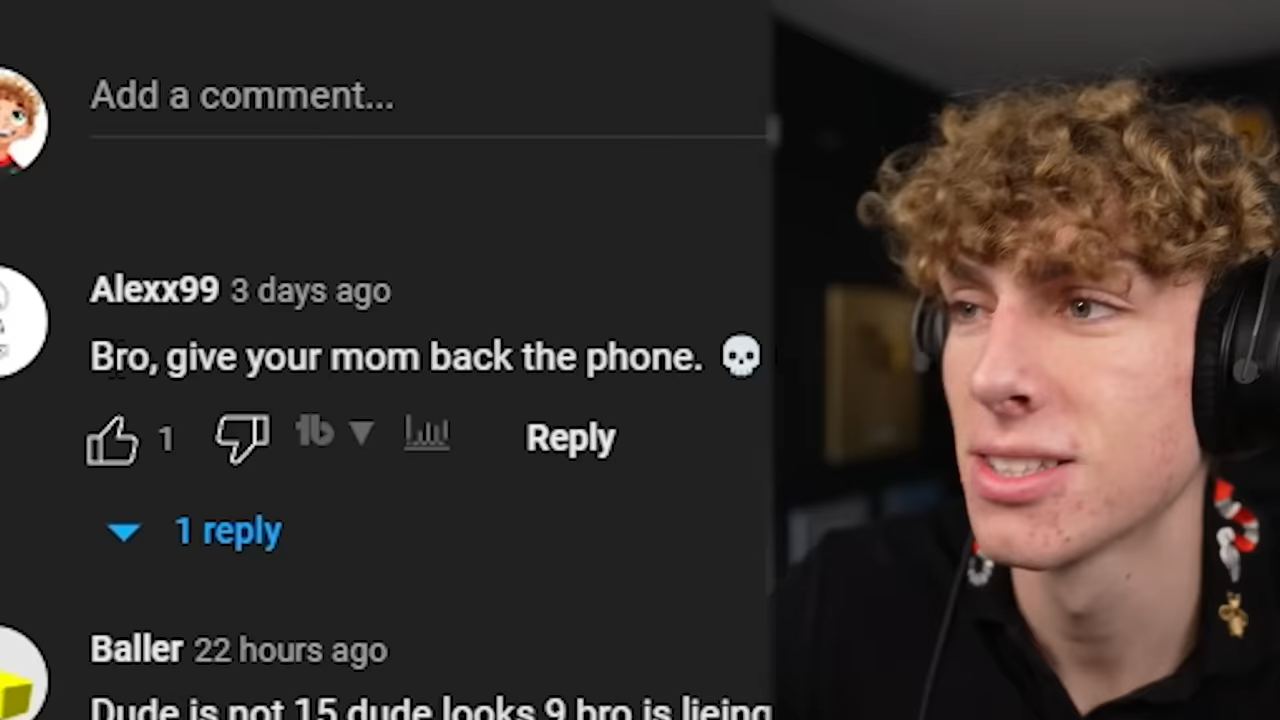 Add a comment...
Alexx99 3 days ago
Bro, give your mom back the phone. 💀
1 tb Reply
1 reply
Baller 22 hours ago
Dude is not 15 dude looks 9 bro is lieing